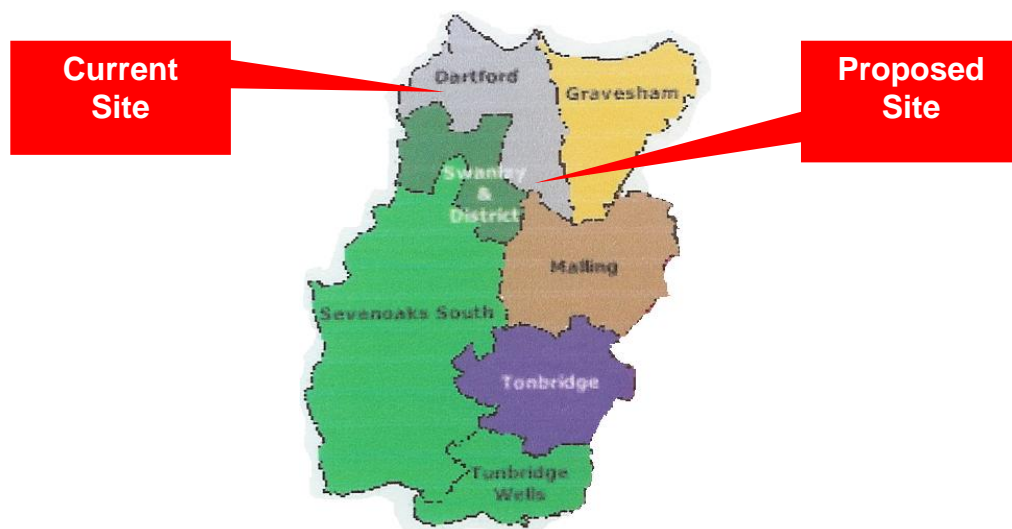 Current
Site
Proposed
Site
Dartford
Gravesham
Swanley
&
District
Malling
Sevenoaks South
Tonbridge
Tunbridge
Wells